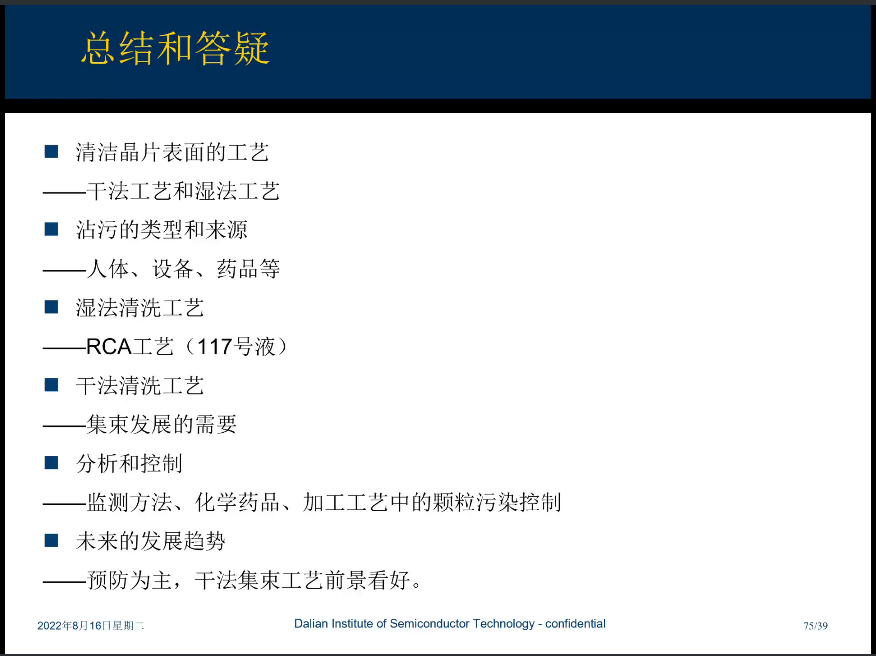 总结和答疑
■ 清洁晶片表面的工艺
——干法工艺和湿法工艺
■ 沾污的类型和来源
——人体、设备、药品等
■ 湿法清洗工艺
——RCA工艺（117号液）
■ 干法清洗工艺
——集束发展的需要
■ 分析和控制
——监测方法、化学药品、加工工艺中的颗粒污染控制
■ 未来的发展趋势
——预防为主，干法集束工艺前景看好。
2022年8月16日星期二
Dalian Institute of Semiconductor Technology - confidential
75/39